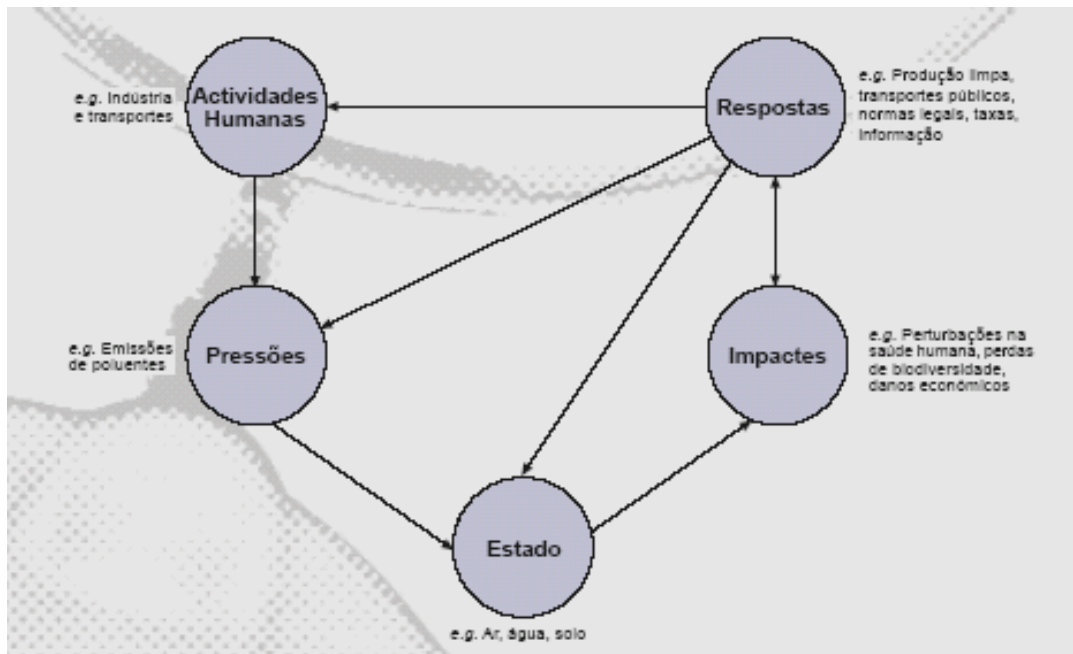 e.g. Indústria
e transportes
Actividades
Humanas
Respostas
e.g. Produção limpa,
transportes públicos,
normas legais, taxas,
informação
e.g. Emissões
de poluentes
Pressões
Impactes
e.g. Perturbações na
saúde humana, perdas
de biodiversidade,
danos económicos
Estado
e.g. Ar, água, solo